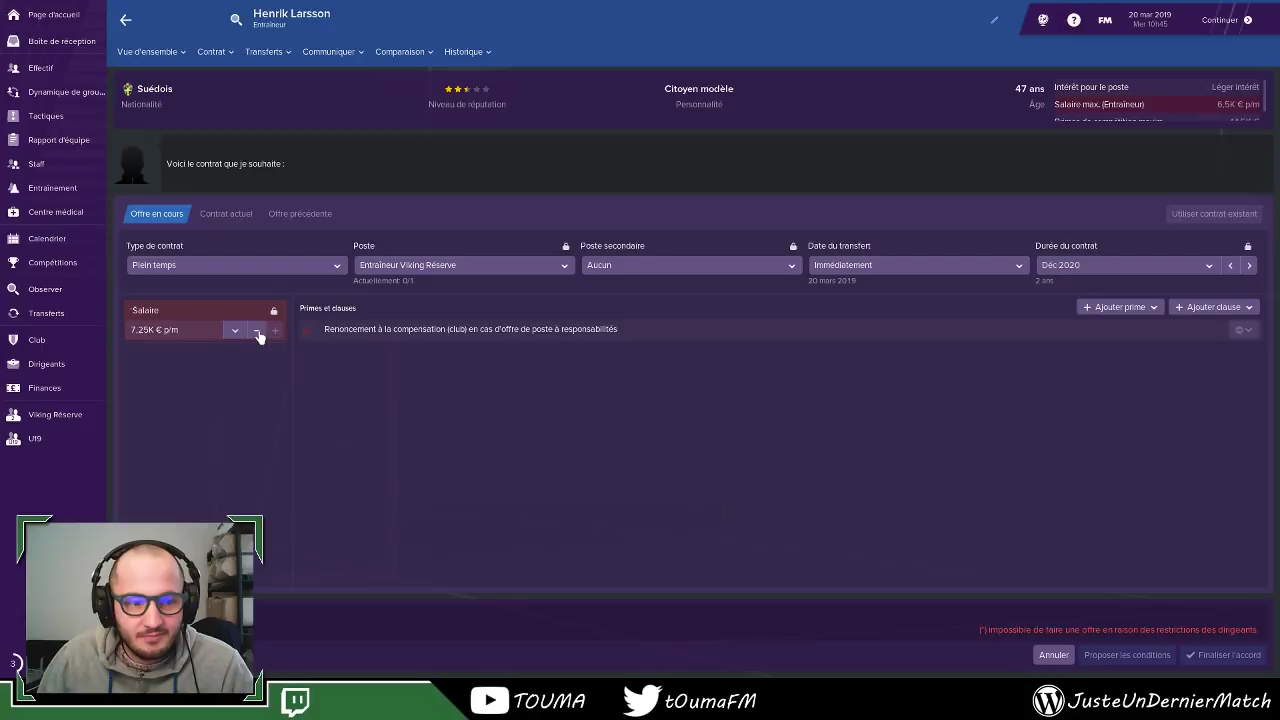 Page d'accueil
Boîte de réception
Effectif
Dynamique de grou...
Tactiques
Rapport d'équipe
Staff
Entraînement
Centre médical
Calendrier
Compétitions
Observer
Transferts
Club
Dirigeants
Finances
Viking Réserve
U19
3
Henrik Larsson
Entraîneur
FM
20 mar 2019
Mer 10h45
Continuer
Vue d'ensemble
Contrat
Transferts
Communiquer
Comparaison
Historique
Suédois
Nationalité
Niveau de réputation
Citoyen modèle
Personnalité
47 ans
Âge
Intérêt pour le poste Léger intérêt
Salaire max. (Entraîneur) 6,5K € p/m
Voici le contrat que je souhaite :
Offre en cours
Contrat actuel
Offre précédente
Utiliser contrat existant
Type de contrat
Plein temps
Poste
Entraîneur Viking Réserve
Actuellement: 0/1
Poste secondaire
Aucun
Date du transfert
Immédiatement
20 mars 2019
Durée du contrat
Déc 2020
2 ans
Salaire
7,25K € p/m
Primes et clauses
+ Ajouter prime
+ Ajouter clause
Renoncement à la compensation (club) en cas d'offre de poste à responsabilités
(*) impossible de faire une offre en raison des restrictions des dirigeants.
Annuler
Proposer les conditions
Finaliser l'accord
TOUMA
tOumaFM
JusteUnDernierMatch